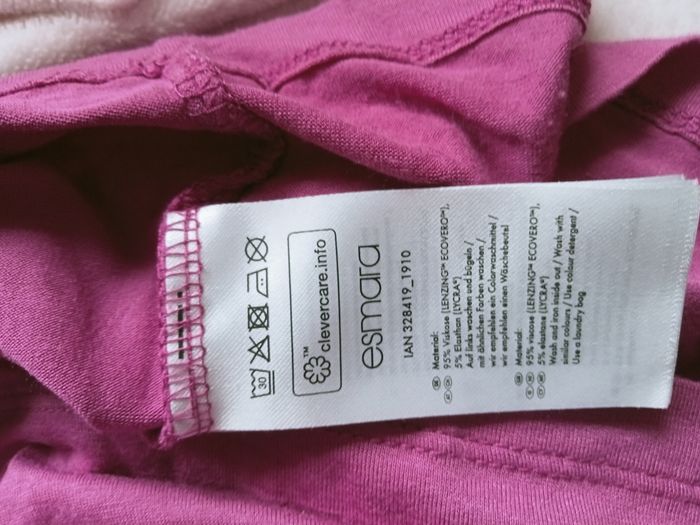 30
clevercare.info
TM
esmara
IAN 328419_1910
Material:
95% Viskose (LENZING™ ECOVERO™),
5% Elasthan (LYCRA®)
Auf links waschen und bügeln /
mit ähnlichen Farben waschen /
wir empfehlen ein Colorwaschmittel /
empfehlen einen Wäschebeutel
Material:
95% viscose (LENZING™ ECOVERO™),
5% elastane (LYCRA®)
Wash and iron inside out / Wash with
similar colours / Use colour detergent /
Use a laundry bag